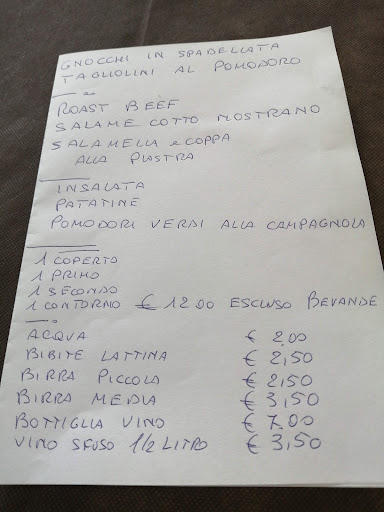 GNOCCHI IN SPADELLATA
TAGLIOLINI AL POMODORO
ROAST BEEF
SALAME COTTO NOSTRANO
SALAMELLA e COPPA
ALLA PIASTRA
INSALATA
PATATINE
POMODORI VERDI ALLA CAMPAGNOLA
1 COPERTO
1 PRIMO
1 SECONDO
1 CONTORNO € 12.00 ESCLUSO BEVANDE
ACQUA € 2,00
BIBITE LATTINA € 2,50
BIRRA PICCOLA € 2,50
BIRRA MEDIA € 3,50
BOTTIGLIA VINO € 7.00
VINO SFUSO 1/2 LITRO € 3,50